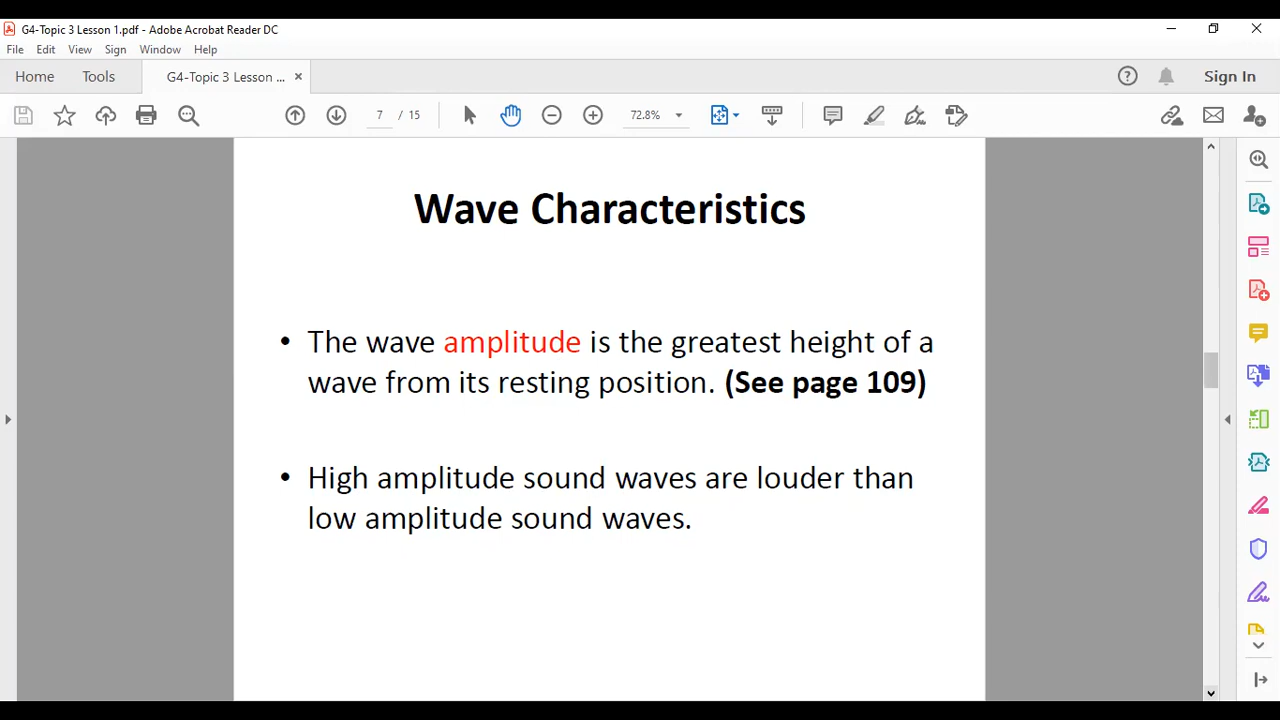 G4-Topic 3 Lesson 1.pdf - Adobe Acrobat Reader DC
File Edit View Sign Window Help
Home Tools G4-Topic 3 Lesson ... × Sign In
7 / 15 72.8%
Wave Characteristics
• The wave amplitude is the greatest height of a
wave from its resting position. (See page 109)
• High amplitude sound waves are louder than
low amplitude sound waves.